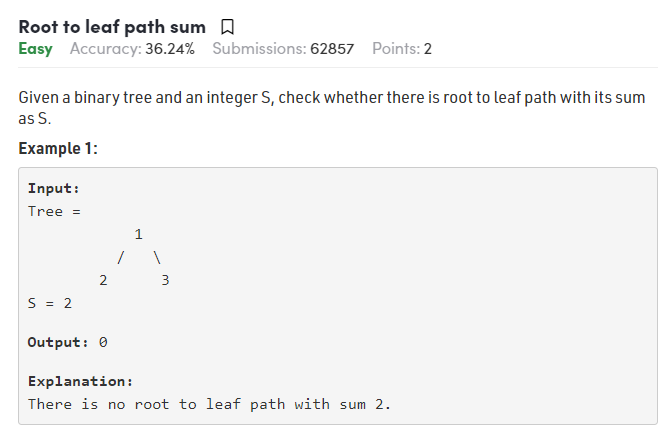 Root to leaf path sum
Easy Accuracy: 36.24% Submissions: 62857 Points: 2
Given a binary tree and an integer S, check whether there is root to leaf path with its sum
as S.
Example 1:
Input:
Tree =
1
/ \
2 3
S = 2
Output: 0
Explanation:
There is no root to leaf path with sum 2.